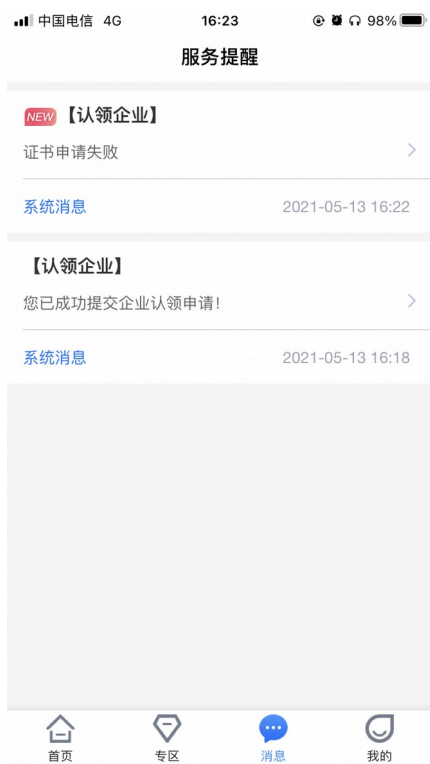 中国电信 4G 16:23 98%
服务提醒
NEW 【认领企业】
证书申请失败
系统消息 2021-05-13 16:22
【认领企业】
您已成功提交企业认领申请!
系统消息 2021-05-13 16:18
首页 专区 消息 我的